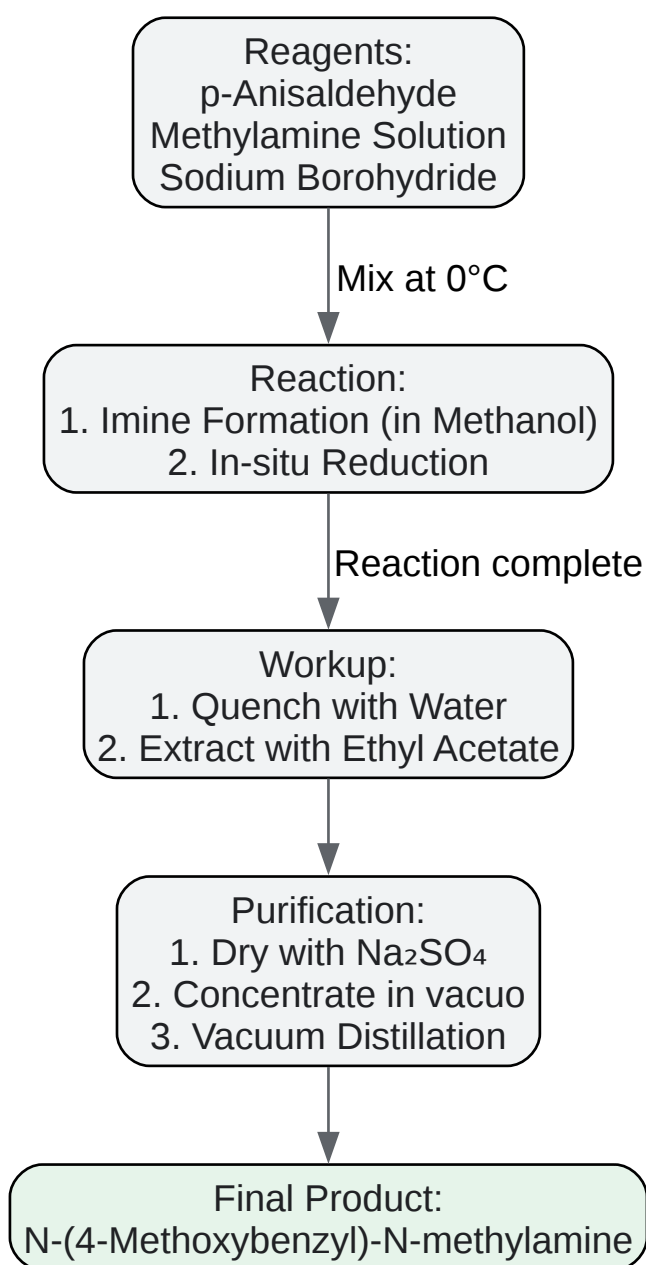 Reagents:
p-Anisaldehyde
Methylamine Solution
Sodium Borohydride
Mix at 0°C
Reaction:
1. Imine Formation (in Methanol)
2. In-situ Reduction
Reaction complete
Workup:
1. Quench with Water
2. Extract with Ethyl Acetate
Purification:
1. Dry with Na₂SO₄
2. Concentrate in vacuo
3. Vacuum Distillation
Final Product:
N-(4-Methoxybenzyl)-N-methylamine